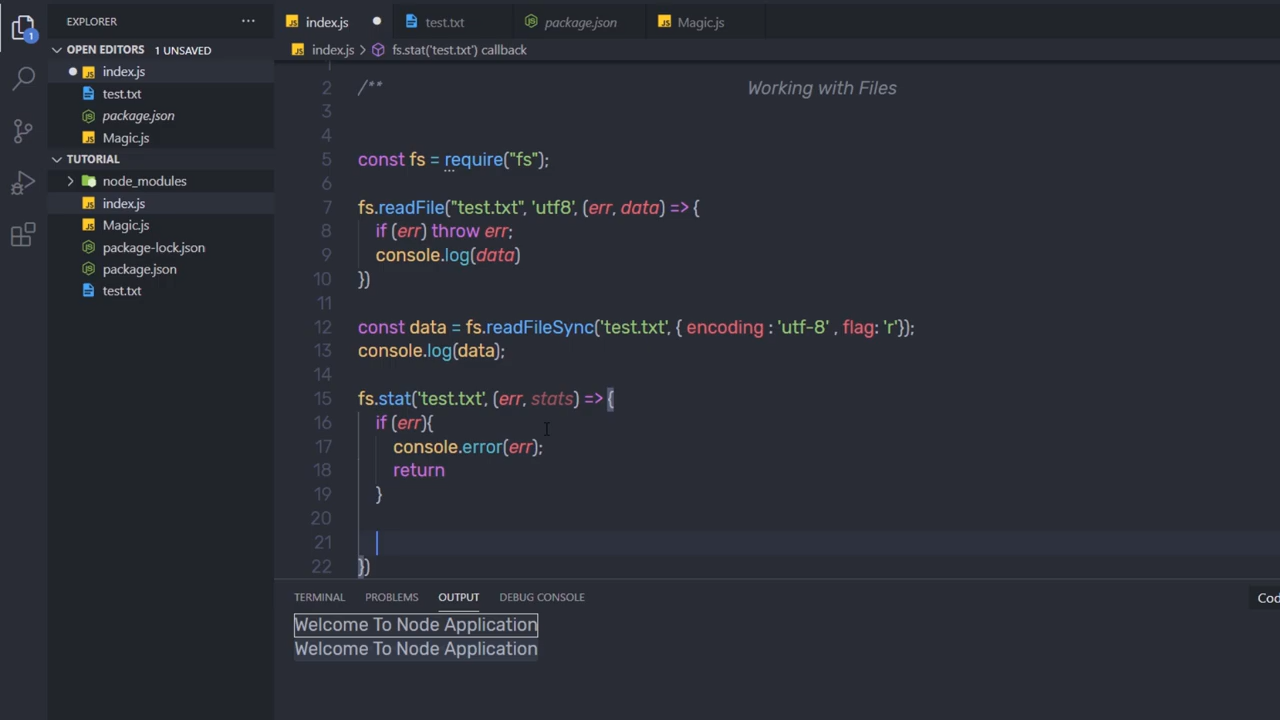 EXPLORER
index.js
test.txt
package.json
Magic.js
1
OPEN EDITORS 1 UNSAVED
index.js > fs.stat('test.txt') callback
index.js
test.txt
package.json
Magic.js
TUTORIAL
node_modules
index.js
Magic.js
package-lock.json
package.json
test.txt
1
2 /** Working with Files
3
4
5 const fs = require("fs");
6
7 fs.readFile("test.txt", 'utf8', (err, data) => {
8 if (err) throw err;
9 console.log(data)
10 })
11
12 const data = fs.readFileSync('test.txt', { encoding : 'utf-8' , flag: 'r'});
13 console.log(data);
14
15 fs.stat('test.txt', (err, stats) => {
16 if (err){
17 console.error(err);
18 return
19 }
20
21
22 })
TERMINAL PROBLEMS OUTPUT DEBUG CONSOLE
Cod
Welcome To Node Application
Welcome To Node Application